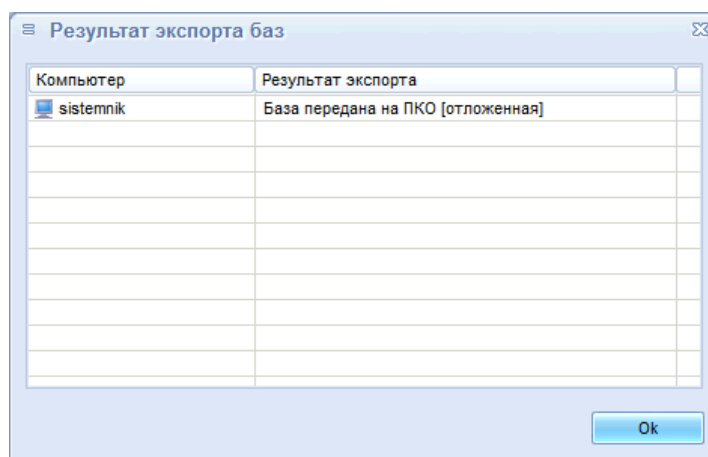 Результат экспорта баз
Компьютер Результат экспорта
sistemnik База передана на ПКО [отложенная]
Ok